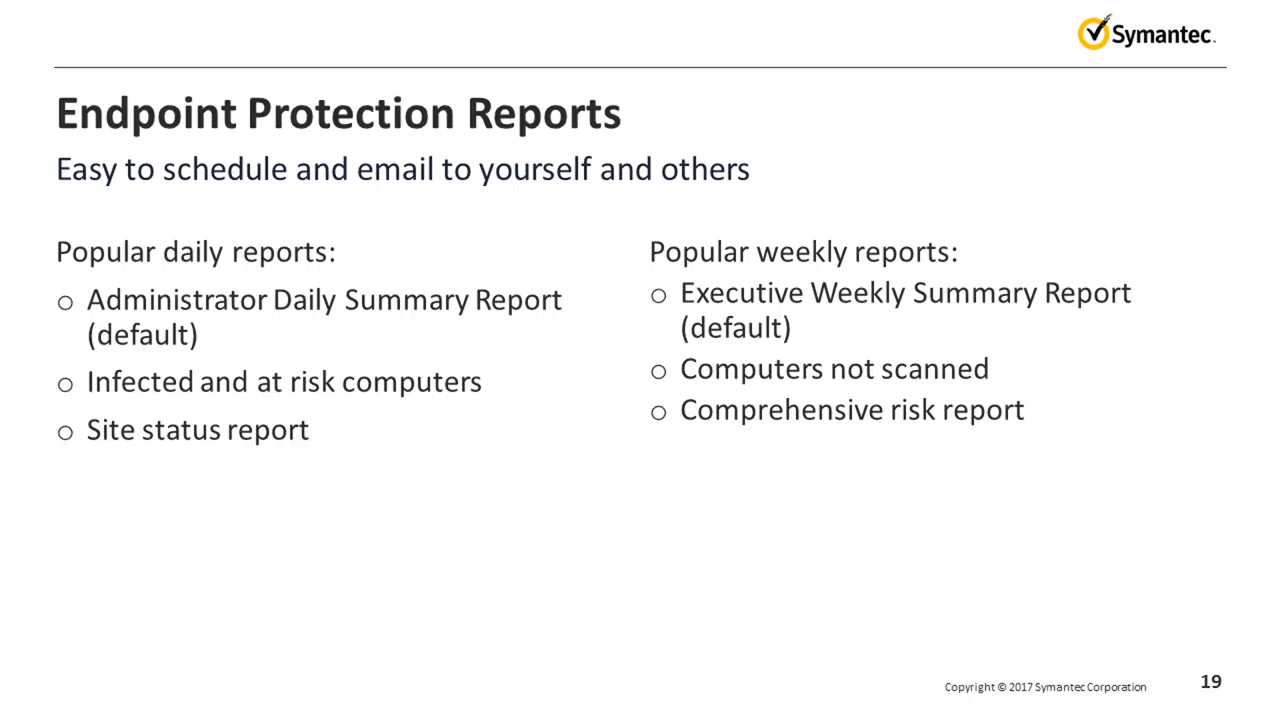 Symantec™
Endpoint Protection Reports
Easy to schedule and email to yourself and others
Popular daily reports:
o Administrator Daily Summary Report
(default)
o Infected and at risk computers
o Site status report
Popular weekly reports:
o Executive Weekly Summary Report
(default)
o Computers not scanned
o Comprehensive risk report
Copyright © 2017 Symantec Corporation
19